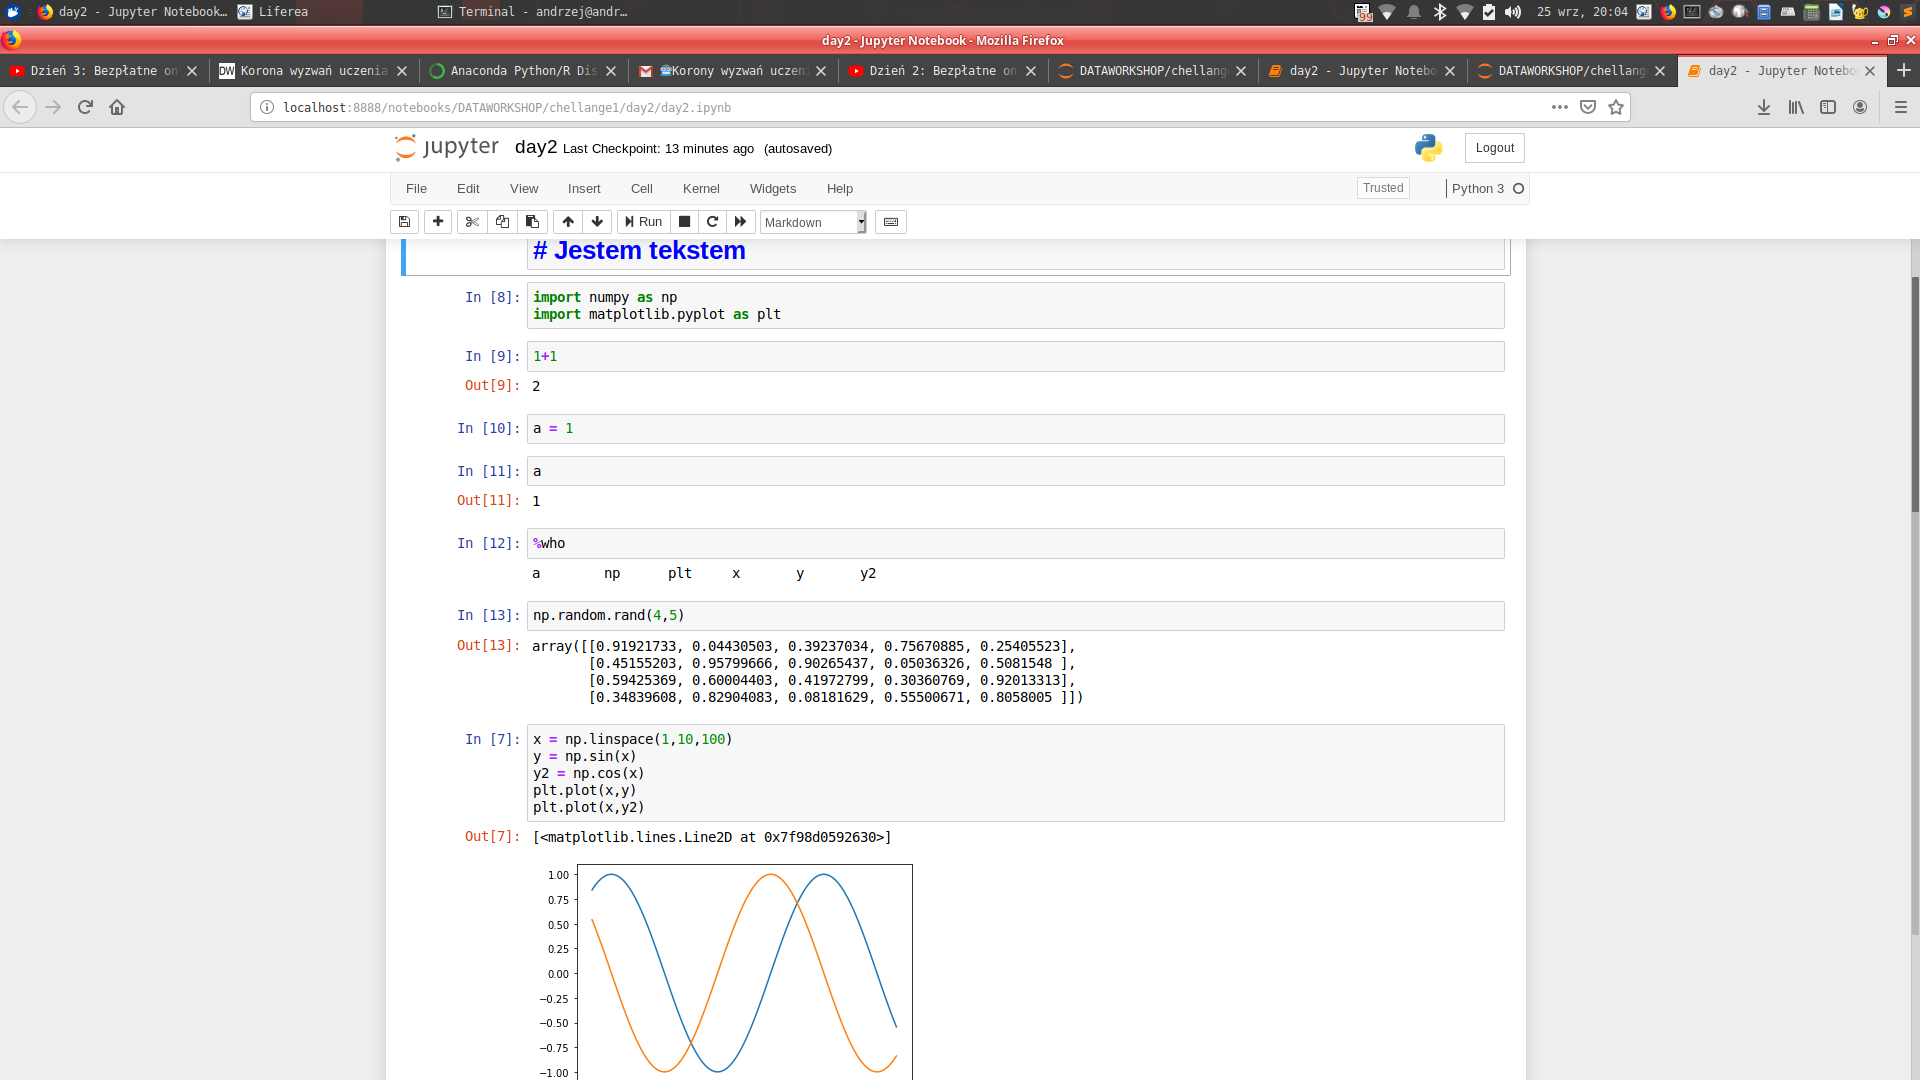 day2 - Jupyter Notebook...
Liferea
Terminal - andrzej@andr...
99
25 wrz, 20:04
day2 - Jupyter Notebook - Mozilla Firefox
Dzień 3: Bezpłatne on
DW Korona wyzwań uczenia
Anaconda Python/R Dis
Korony wyzwań uczen
Dzień 2: Bezpłatne on
DATAWORKSHOP/chellang
day2 - Jupyter Notebo
DATAWORKSHOP/chellang
day2 - Jupyter Notebo
localhost:8888/notebooks/DATAWORKSHOP/chellange1/day2/day2.ipynb
jupyter day2 Last Checkpoint: 13 minutes ago (autosaved)
Logout
File Edit View Insert Cell Kernel Widgets Help
Trusted
Python 3
Run
Markdown
# Jestem tekstem
In [8]: import numpy as np
import matplotlib.pyplot as plt
In [9]: 1+1
Out[9]: 2
In [10]: a = 1
In [11]: a
Out[11]: 1
In [12]: %who
a np plt x y y2
In [13]: np.random.rand(4,5)
Out[13]: array([[0.91921733, 0.04430503, 0.39237034, 0.75670885, 0.25405523],
[0.45155203, 0.95799666, 0.90265437, 0.05036326, 0.5081548 ],
[0.59425369, 0.60004403, 0.41972799, 0.30360769, 0.92013313],
[0.34839608, 0.82904083, 0.08181629, 0.55500671, 0.8058005 ]])
In [7]: x = np.linspace(1,10,100)
y = np.sin(x)
y2 = np.cos(x)
plt.plot(x,y)
plt.plot(x,y2)
Out[7]: [<matplotlib.lines.Line2D at 0x7f98d0592630>]
1.00
0.75
0.50
0.25
0.00
−0.25
−0.50
−0.75
−1.00